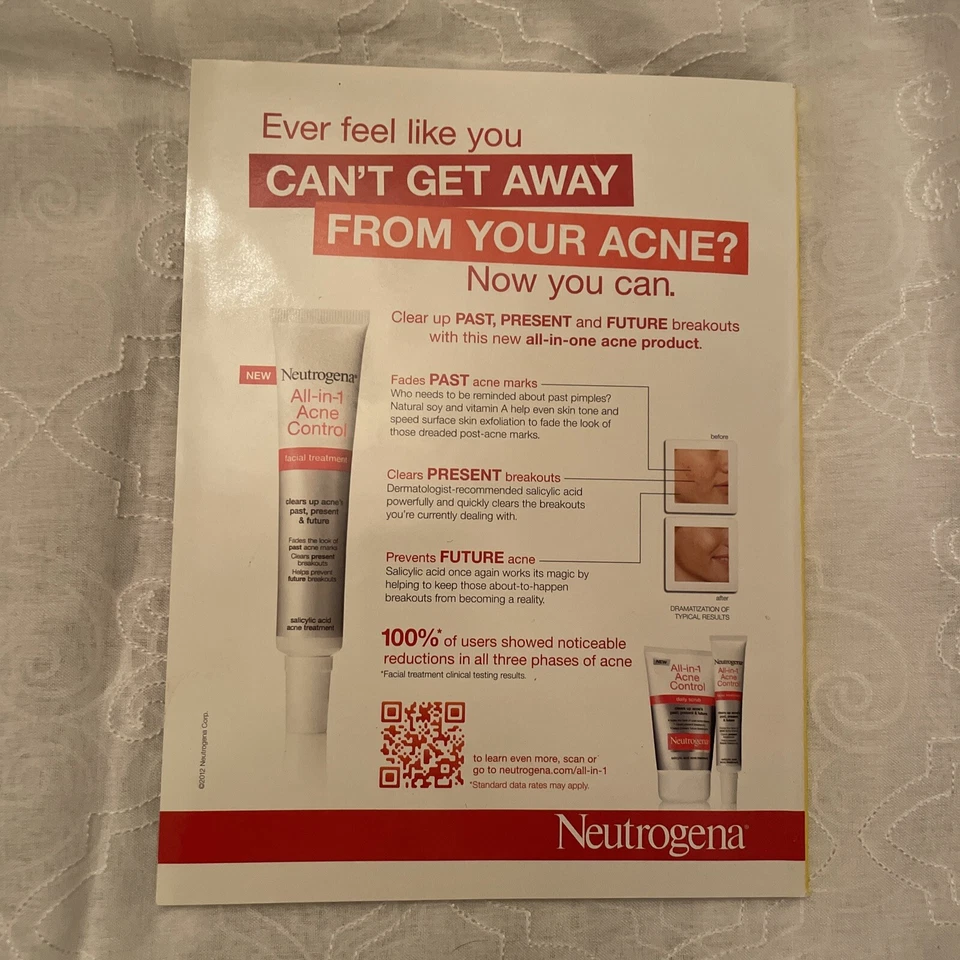 Ever feel like you
CAN'T GET AWAY
FROM YOUR ACNE?
Now you can.
Clear up PAST, PRESENT and FUTURE breakouts
with this new all-in-one acne product.
NEW
Neutrogena®
All-in-1
Acne
Control
facial treatment
clears up acne's
past, present
& future
Fades the look of
past acne marks
Clears present
breakouts
Helps prevent
future breakouts
salicylic acid
acne treatment
Fades PAST acne marks
Who needs to be reminded about past pimples?
Natural soy and vitamin A help even skin tone and
speed surface skin exfoliation to fade the look of
those dreaded post-acne marks.
Clears PRESENT breakouts
Dermatologist-recommended salicylic acid
powerfully and quickly clears the breakouts
you're currently dealing with.
Prevents FUTURE acne
Salicylic acid once again works its magic by
helping to keep those about-to-happen
breakouts from becoming a reality.
before
after
DRAMATIZATION OF
TYPICAL RESULTS
100%* of users showed noticeable
reductions in all three phases of acne
*Facial treatment clinical testing results.
to learn even more, scan or*
go to neutrogena.com/all-in-1
*Standard data rates may apply.
NEW
All-in-1
Acne
Control
daily scrub
clears up acne's
past, present & future
Neutrogena
Neutrogena
All-in-1
Acne
Control
©2012 Neutrogena Corp.
Neutrogena®